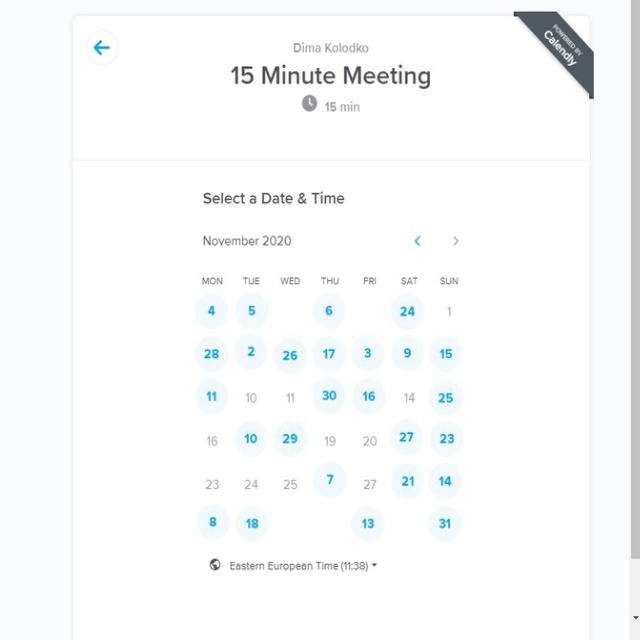 POWERED BY
Calendly
Dima Kolodko
15 Minute Meeting
15 min
Select a Date & Time
November 2020
MON TUE WED THU FRI SAT SUN
4 5 6 24 1
28 2 26 17 3 9 15
11 10 11 30 16 14 25
16 10 29 19 20 27 23
23 24 25 7 27 21 14
8 18 13 31
Eastern European Time (11:38)